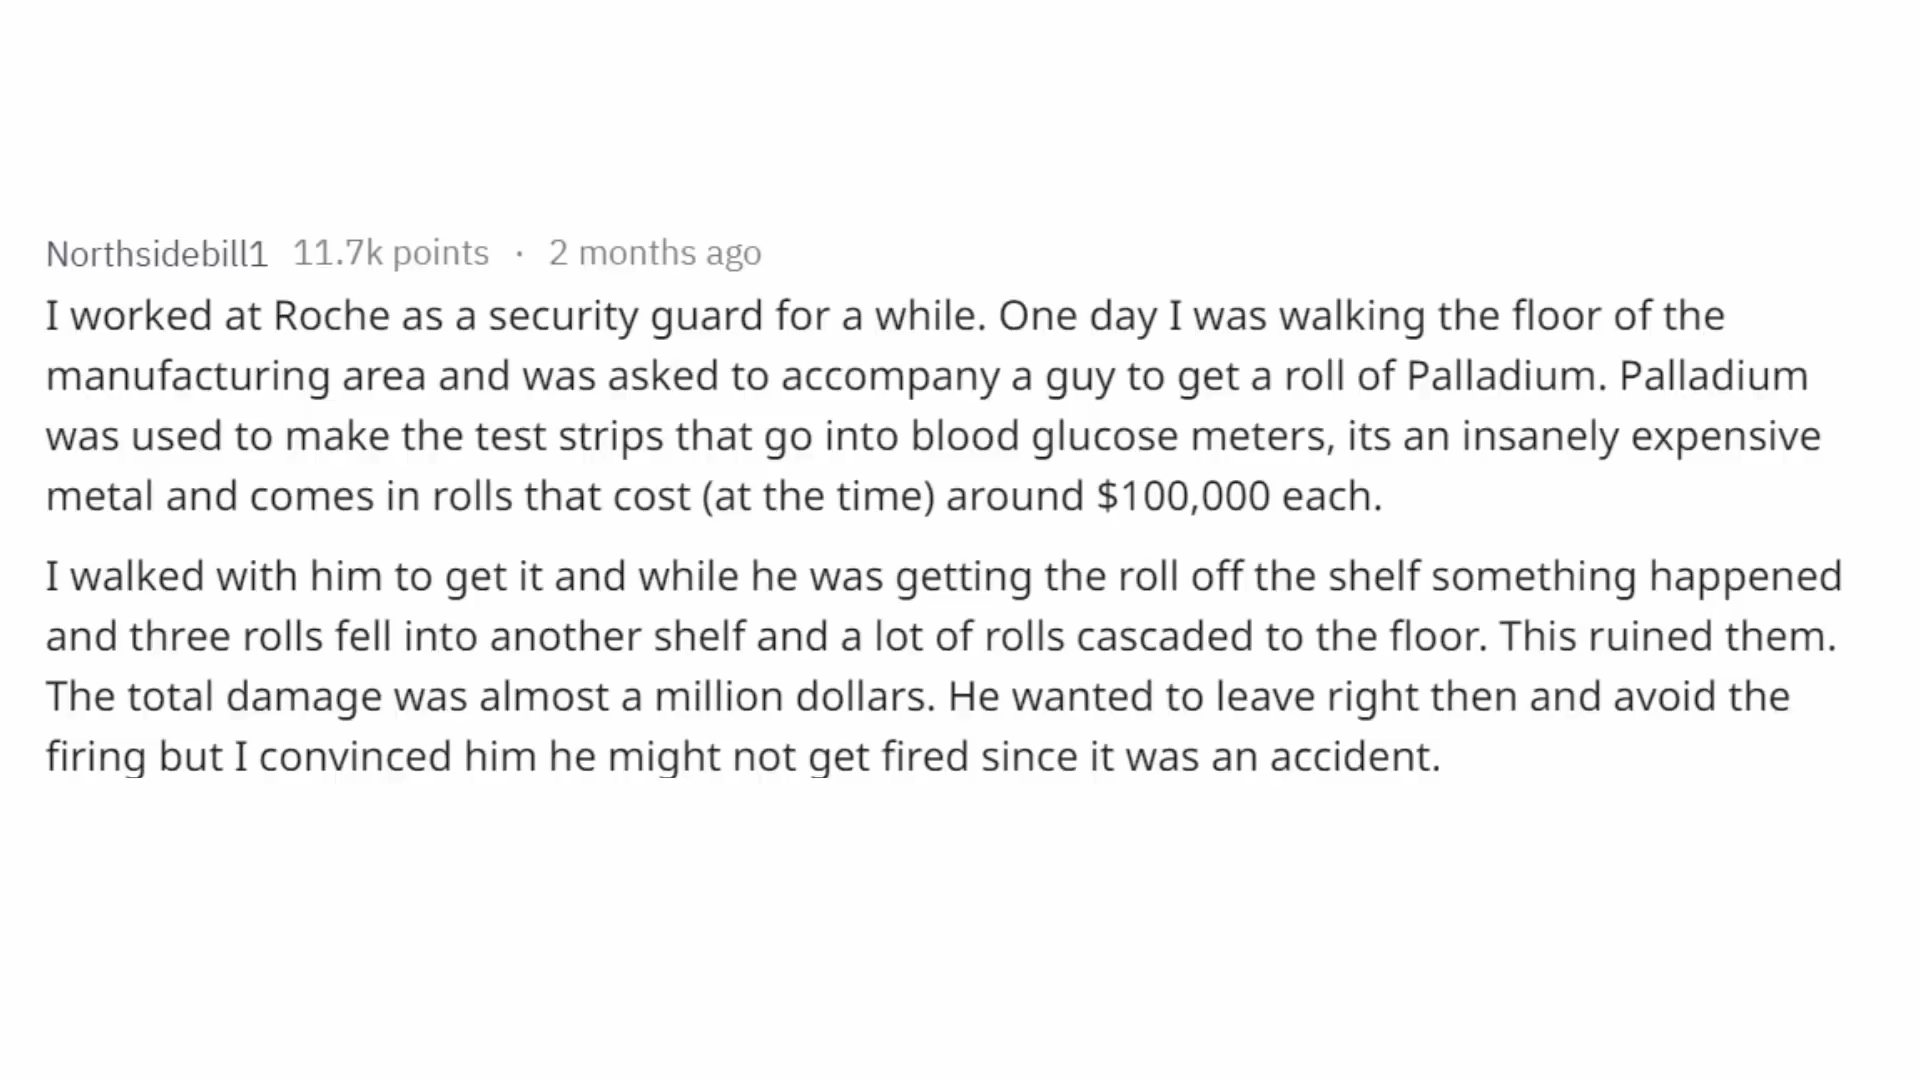 Northsidebill1 11.7k points · 2 months ago
I worked at Roche as a security guard for a while. One day I was walking the floor of the
manufacturing area and was asked to accompany a guy to get a roll of Palladium. Palladium
was used to make the test strips that go into blood glucose meters, its an insanely expensive
metal and comes in rolls that cost (at the time) around $100,000 each.
I walked with him to get it and while he was getting the roll off the shelf something happened
and three rolls fell into another shelf and a lot of rolls cascaded to the floor. This ruined them.
The total damage was almost a million dollars. He wanted to leave right then and avoid the
firing but I convinced him he might not get fired since it was an accident.